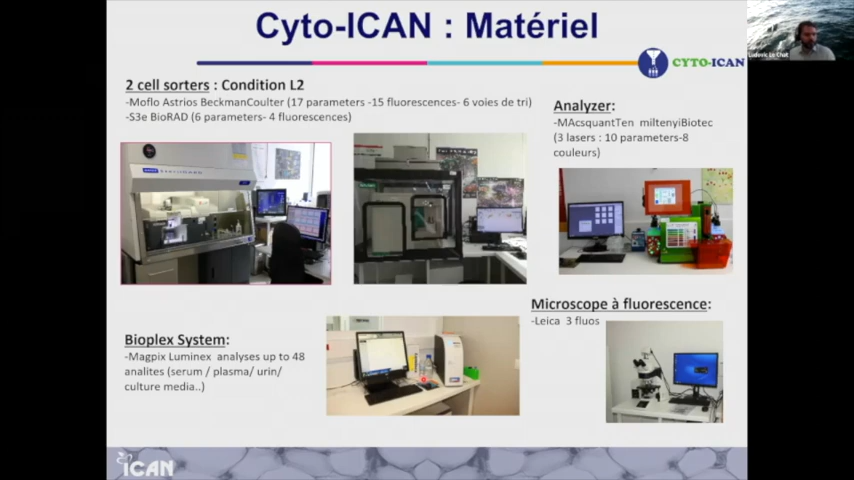 Cyto-ICAN : Matériel
CYTO-ICAN
2 cell sorters : Condition L2
-Moflo Astrios BeckmanCoulter (17 parameters -15 fluorescences- 6 voies de tri)
-S3e BioRAD (6 parameters- 4 fluorescences)
Analyzer:
-MAcsquantTen miltenyiBiotec
(3 lasers : 10 parameters-8
couleurs)
Microscope à fluorescence:
-Leica 3 fluos
Bioplex System:
-Magpix Luminex analyses up to 48
analites (serum / plasma/ urin/
culture media..)
ICAN